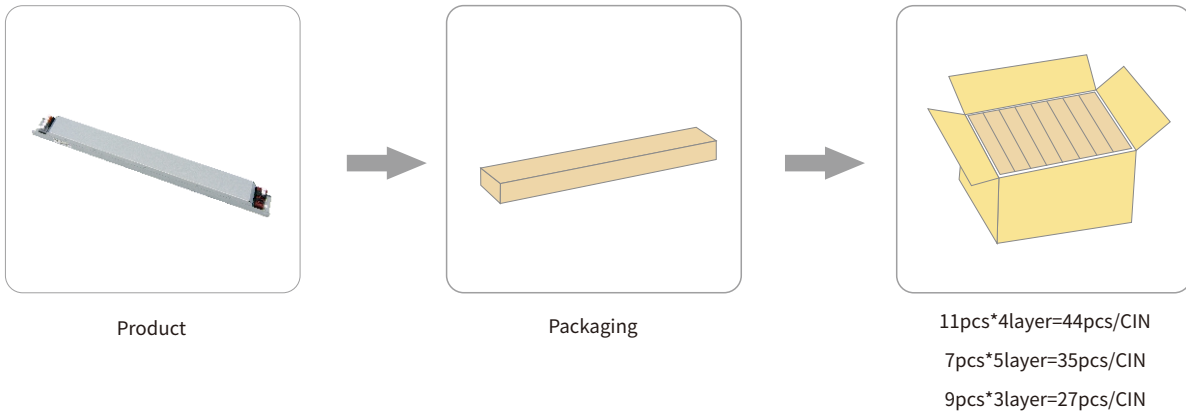 Product
Packaging
11pcs*4layer=44pcs/CIN
7pcs*5layer=35pcs/CIN
9pcs*3layer=27pcs/CIN